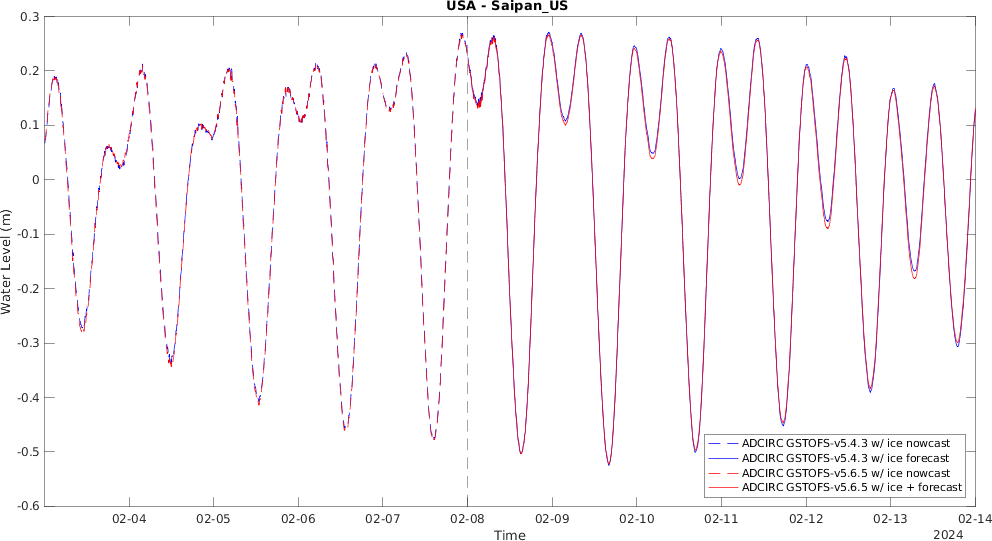 USA - Saipan_US
Water Level (m)
0.3
0.2
0.1
0
-0.1
-0.2
-0.3
-0.4
-0.5
-0.6
ADCIRC GSTOFS-v5.4.3 w/ ice nowcast
ADCIRC GSTOFS-v5.4.3 w/ ice forecast
ADCIRC GSTOFS-v5.6.5 w/ ice nowcast
ADCIRC GSTOFS-v5.6.5 w/ ice + forecast
02-04 02-05 02-06 02-07 02-08 02-09 02-10 02-11 02-12 02-13 02-14
Time
2024